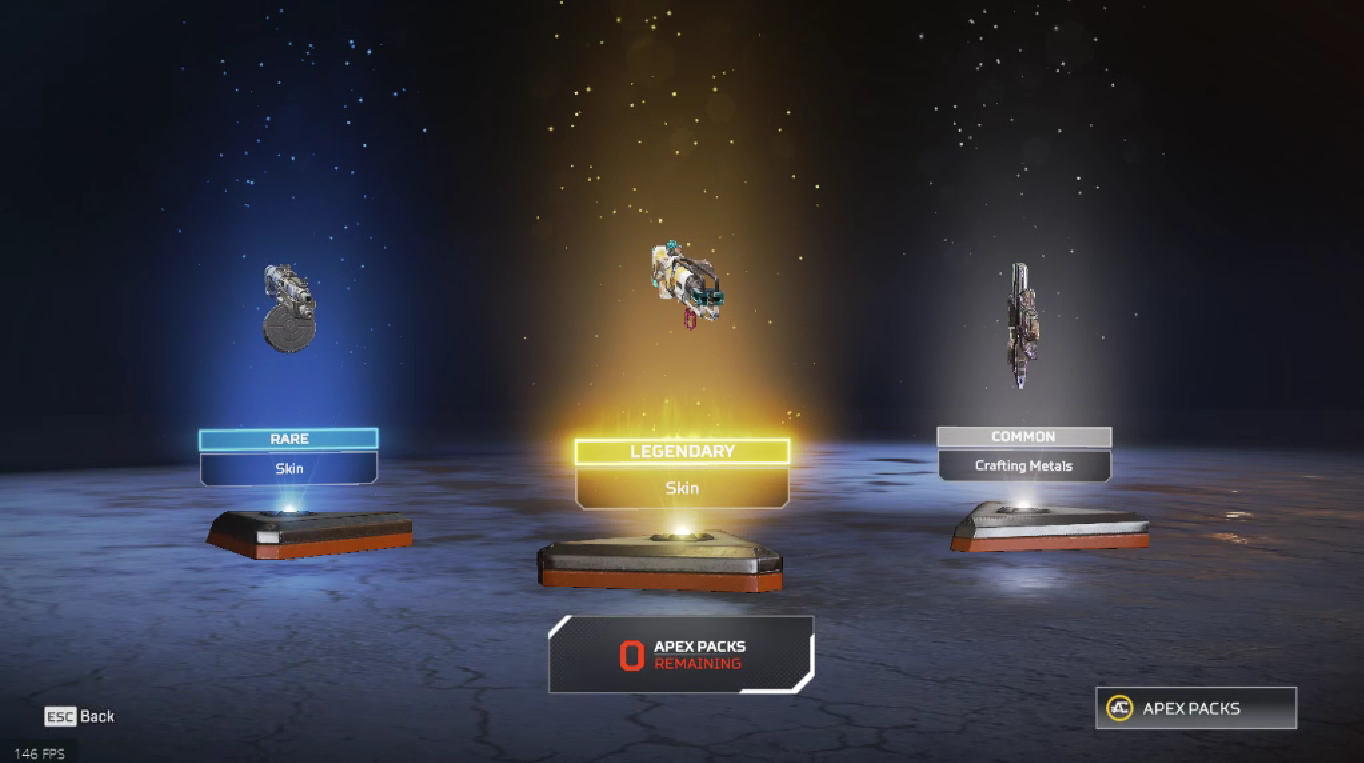 RARE
Skin
LEGENDARY
Skin
COMMON
Crafting Metals
0
APEX PACKS
REMAINING
ESC Back
APEX PACKS
146 FPS